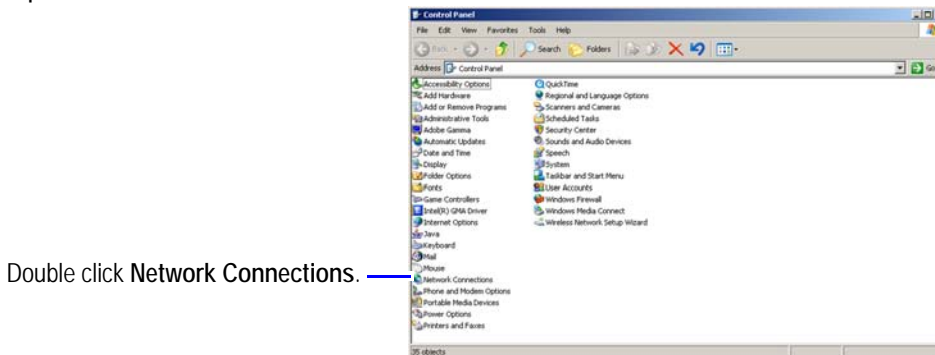 Control Panel
File Edit View Favorites Tools Help
Back Search Folders
Address Control Panel Go
Accessibility Options
Add Hardware
Add or Remove Programs
Administrative Tools
Adobe Gamma
Automatic Updates
Date and Time
Display
Folder Options
Fonts
Game Controllers
Intel(R) GMA Driver
Internet Options
Java
Keyboard
Mail
Mouse
Network Connections
Phone and Modem Options
Portable Media Devices
Power Options
Printers and Faxes
QuickTime
Regional and Language Options
Scanners and Cameras
Scheduled Tasks
Security Center
Sounds and Audio Devices
Speech
System
Taskbar and Start Menu
User Accounts
Windows Firewall
Windows Media Connect
Wireless Network Setup Wizard
Double click Network Connections.
35 objects